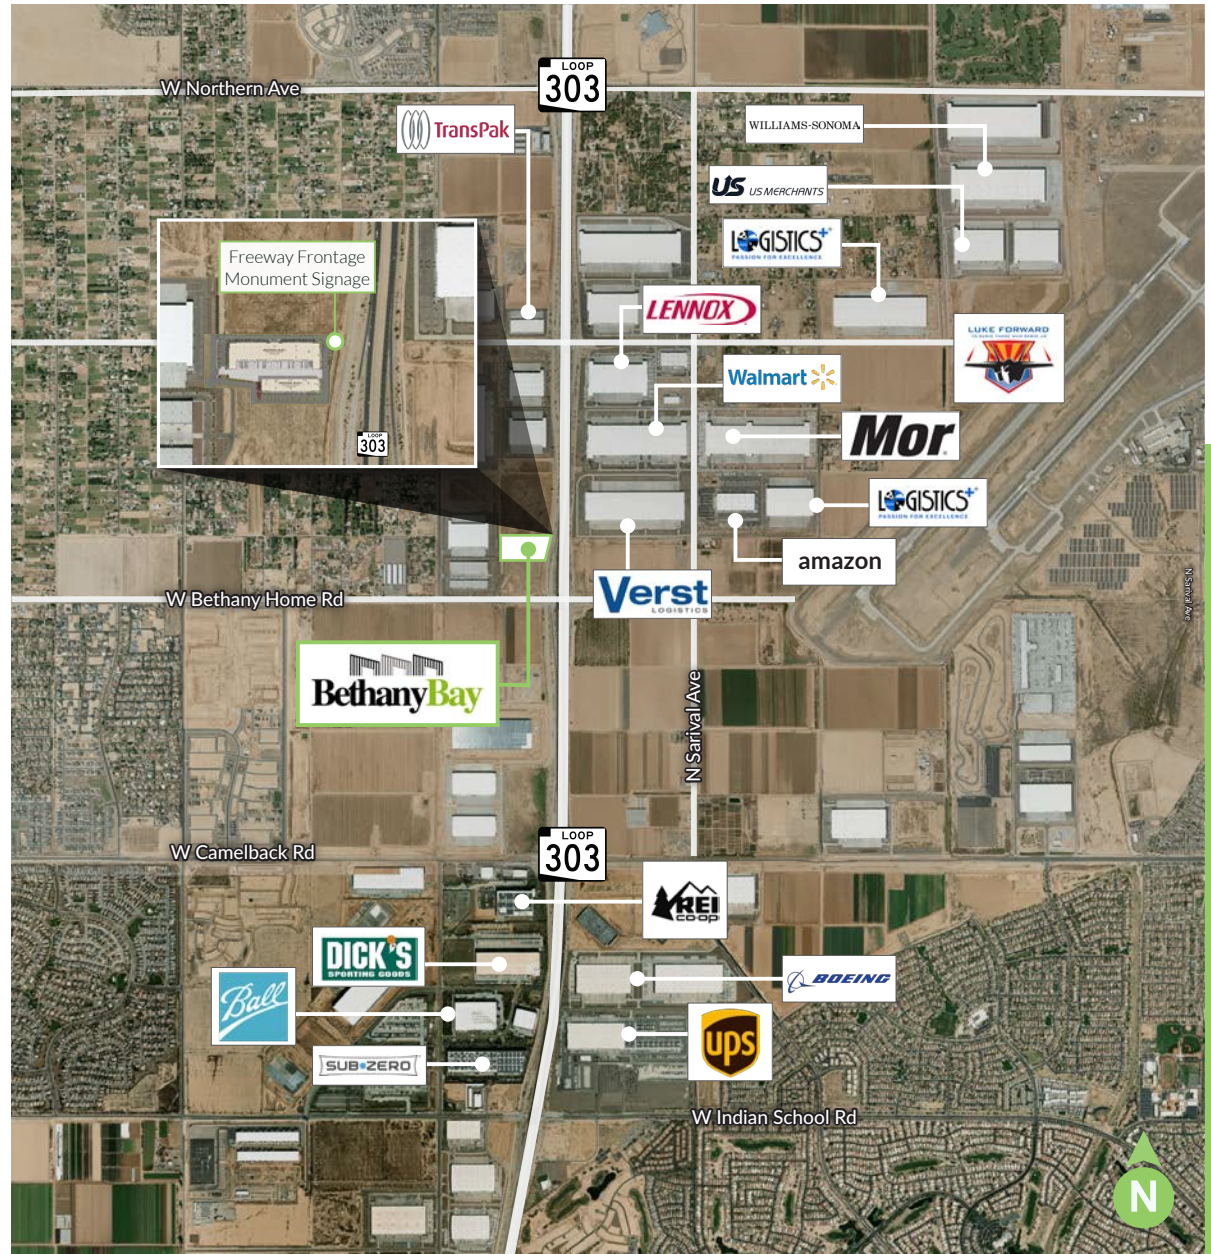 LOOP
303
W Northern Ave
TransPak
WILLIAMS-SONOMA
US US MERCHANTS
LOGISTICS+
PASSION FOR EXCELLENCE
Freeway Frontage
Monument Signage
LOOP
303
LENNOX
LUKE FORWARD
Walmart
Mor
LOGISTICS+
PASSION FOR EXCELLENCE
amazon
Verst
LOGISTICS
W Bethany Home Rd
N Sarival Ave
BethanyBay
N Sarival Ave
W Camelback Rd
LOOP
303
REI
co-op
DICK'S
SPORTING GOODS
Ball
BOEING
ups
SUB ZERO
W Indian School Rd
N